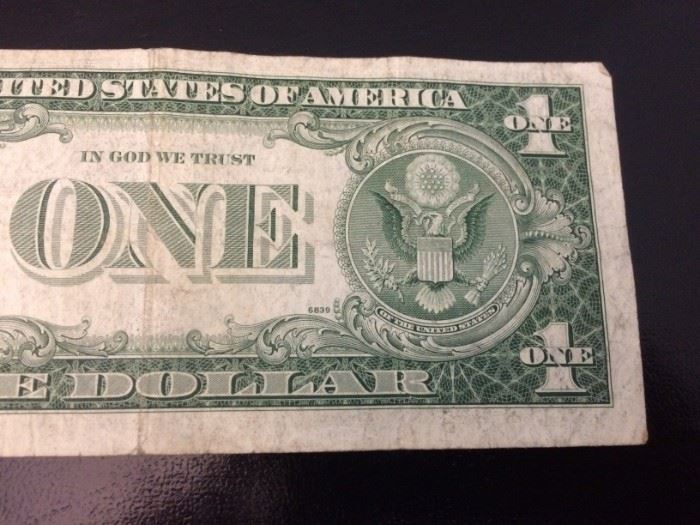 ITED STATES OF AMERICA
1
ONE
IN GOD WE TRUST
ONE
6839
OF THE UNITED STATES
1
ONE
E DOLLAR